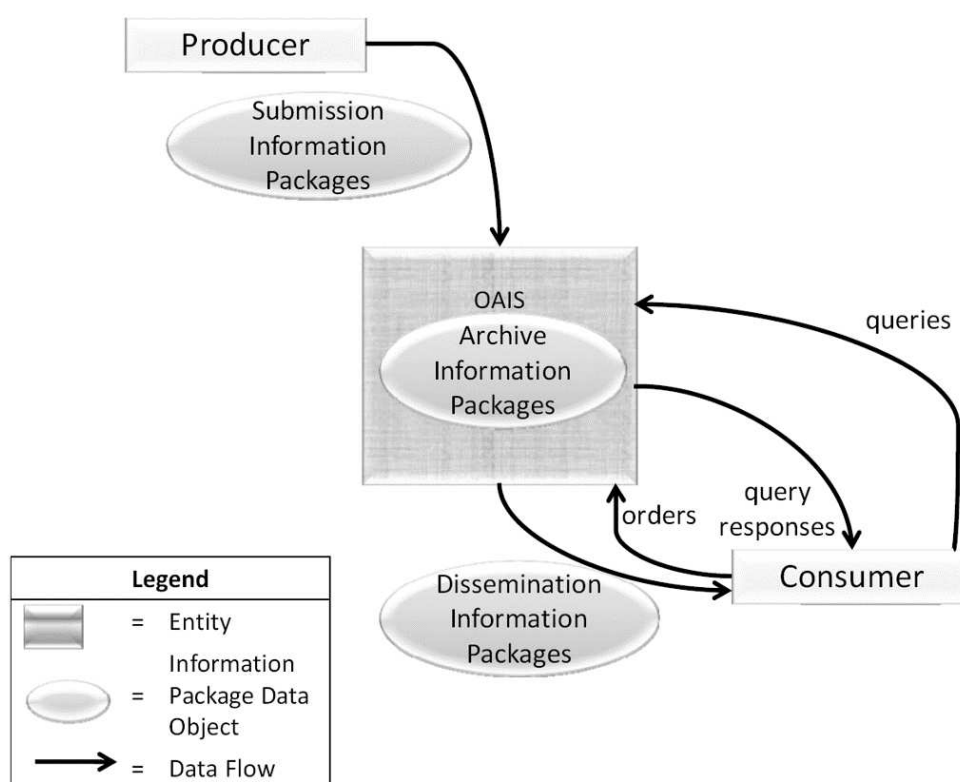 Producer
Submission
Information
Packages
OAIS
Archive
Information
Packages
queries
orders
query
responses
Consumer
Dissemination
Information
Packages
Legend
= Entity
Information
= Package Data
Object
= Data Flow